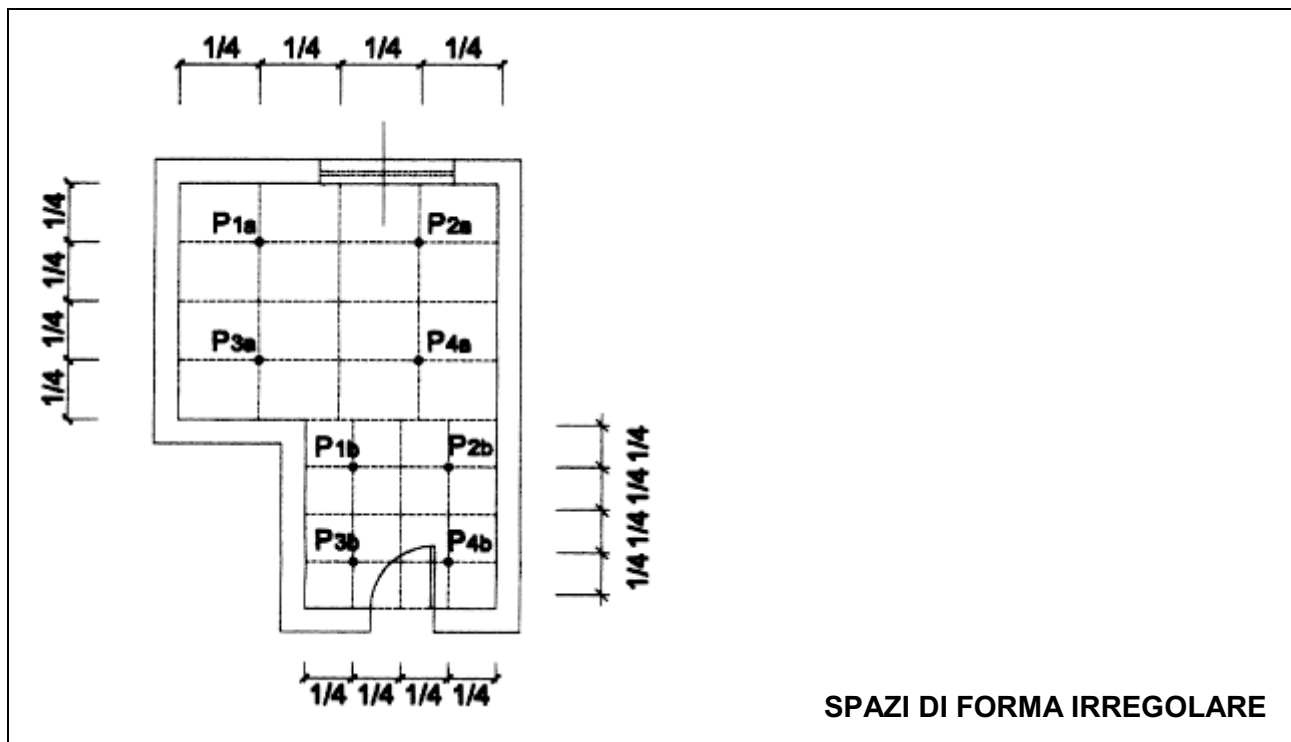 1/4 1/4 1/4 1/4
1/4
1/4
1/4
1/4
P1a P2a
P3a P4a
P1b P2b
P3b P4b
1/4 1/4 1/4 1/4
1/4 1/4 1/4 1/4
SPAZI DI FORMA IRREGOLARE